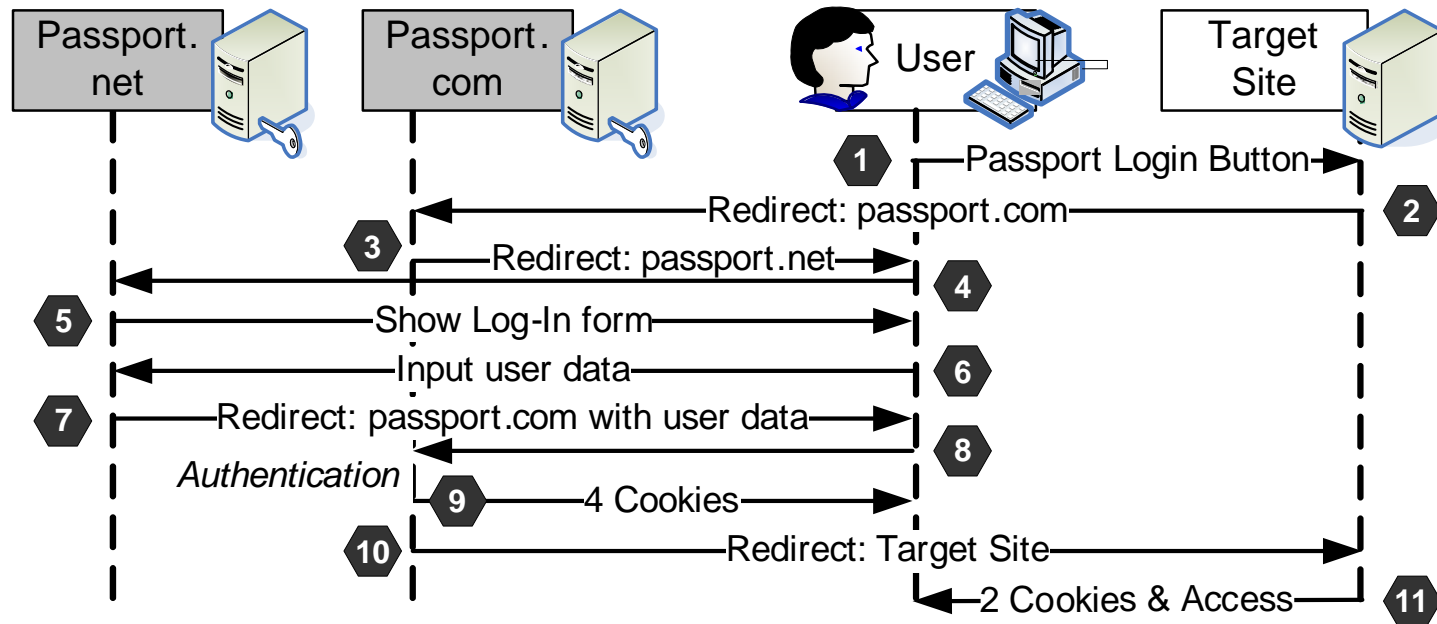 Passport.
net
Passport.
com
User
Target
Site
1
Passport Login Button
Redirect: passport.com
2
3
Redirect: passport.net
4
5
Show Log-In form
Input user data
6
7
Redirect: passport.com with user data
8
Authentication
9
4 Cookies
10
Redirect: Target Site
2 Cookies & Access
11